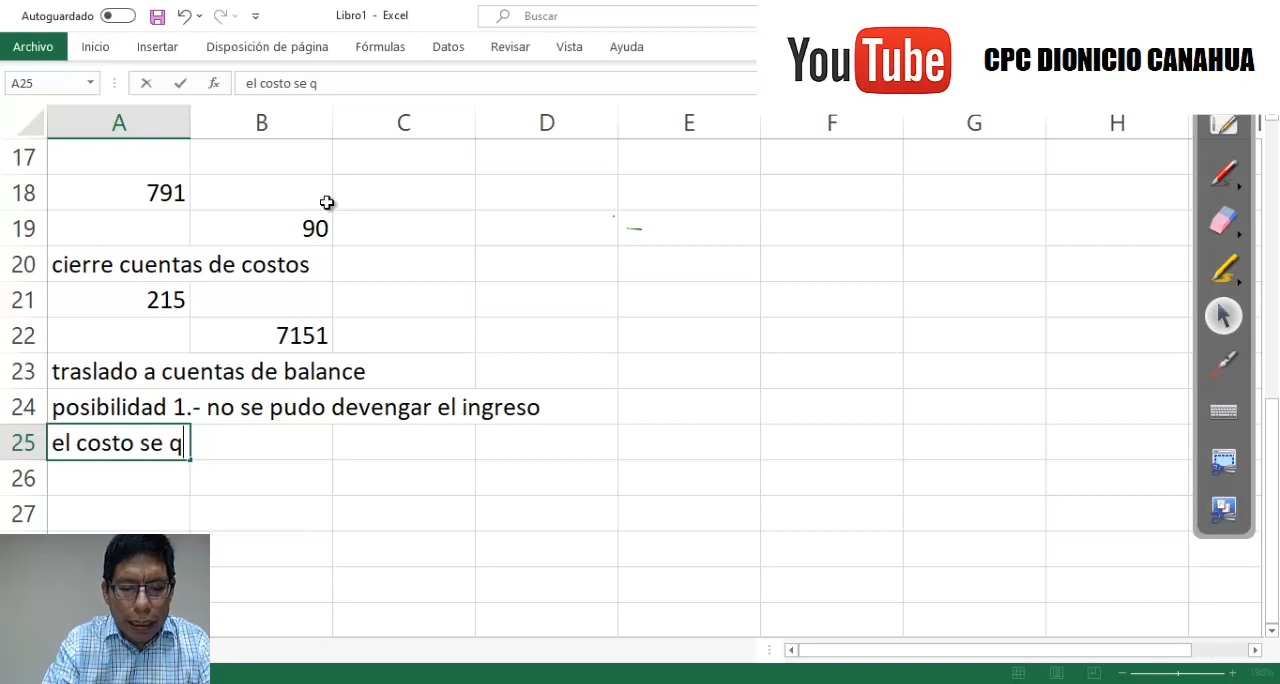 Autoguardado
Libro1 - Excel
Buscar
YouTube
CPC DIONICIO CANAHUA
Archivo Inicio Insertar Disposición de página Fórmulas Datos Revisar Vista Ayuda
A25 fx el costo se q
A B C D E F G H
17
18 791
19 90
20 cierre cuentas de costos
21 215
22 7151
23 traslado a cuentas de balance
24 posibilidad 1.- no se pudo devengar el ingreso
25 el costo se q
26
27